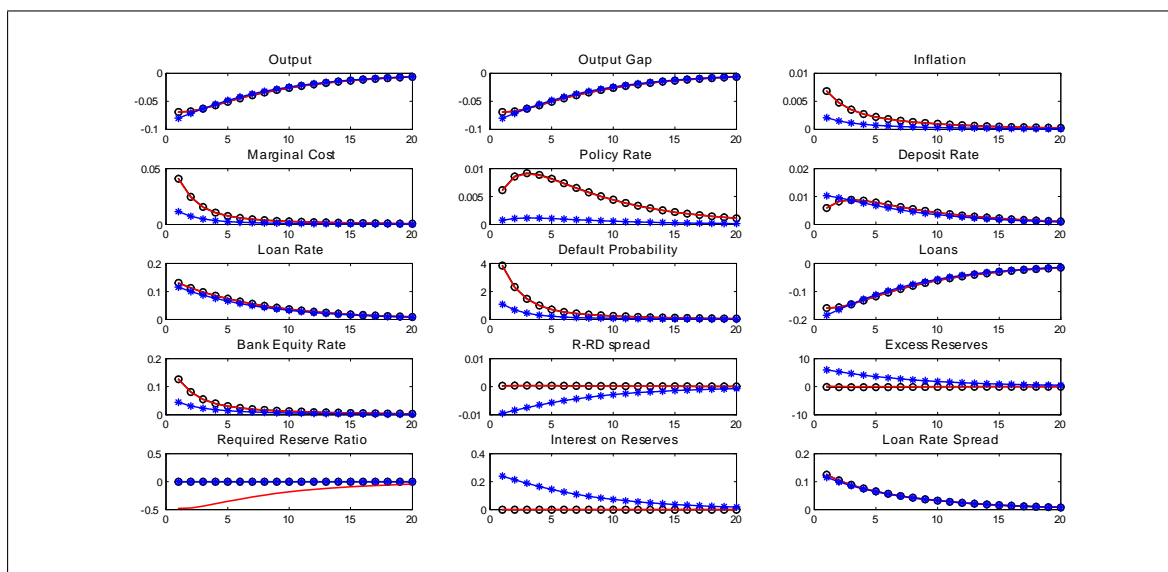 Output Output Gap Inflation
0 0 0.01
-0.05 -0.05 0.005
-0.1 -0.1 0
0 5 10 15 20 0 5 10 15 20 0 5 10 15 20
Marginal Cost Policy Rate Deposit Rate
0.05 0.01 0.02
0.005 0.01
0 0 0
0 5 10 15 20 0 5 10 15 20 0 5 10 15 20
Loan Rate Default Probability Loans
0.2 4 0
0.1 2 -0.1
0 0 -0.2
0 5 10 15 20 0 5 10 15 20 0 5 10 15 20
Bank Equity Rate R-RD spread Excess Reserves
0.2 0.01 10
0.1 0 0
0 -0.01 -10
0 5 10 15 20 0 5 10 15 20 0 5 10 15 20
Required Reserve Ratio Interest on Reserves Loan Rate Spread
0.5 0.4 0.2
0 0.2 0.1
-0.5 0 0
0 5 10 15 20 0 5 10 15 20 0 5 10 15 20